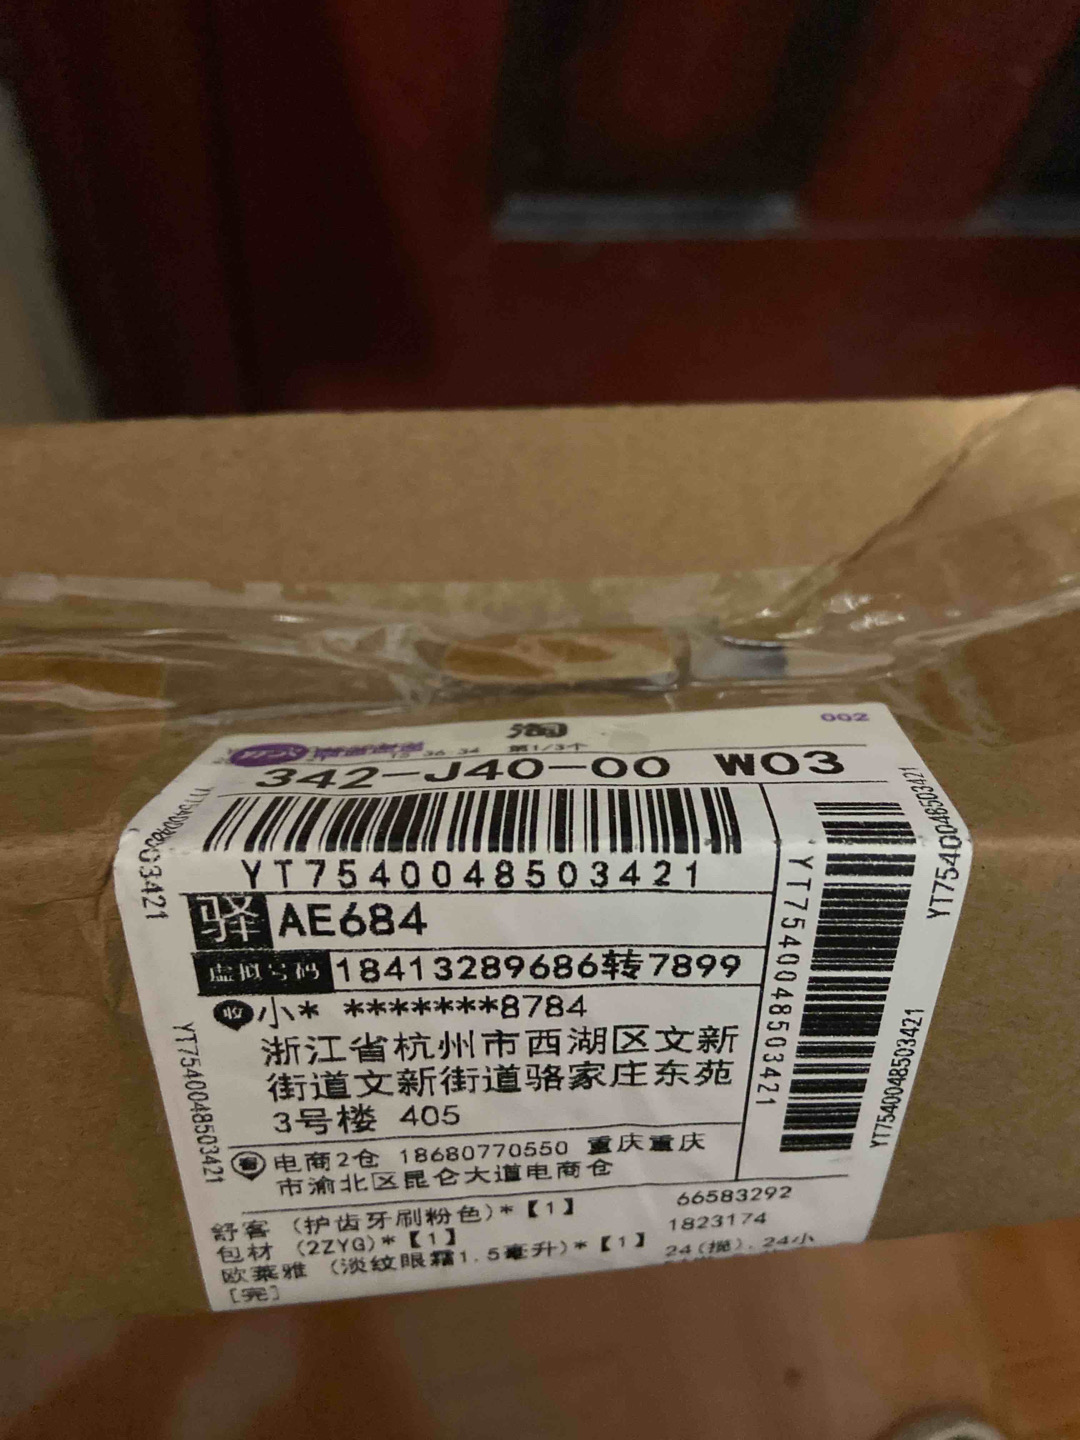 淘
002
第1/3个
342-J40-00 W03
YT7540048503421
驿 AE684
虚拟号码 18413289686转7899
收 小* *******8784
浙江省杭州市西湖区文新
街道文新街道骆家庄东苑
3号楼 405
寄 电商2仓 18680770550 重庆重庆
市渝北区昆仑大道电商仓
舒客 (护齿牙刷粉色)*【1】
包材 (2ZYG)*【1】
欧莱雅 (淡纹眼霜1.5毫升)*【1】
[完]
66583292
1823174
24(揽), 24小
YT7540048503421
YT7540048503421
YT7540048503421
YT7540048503421